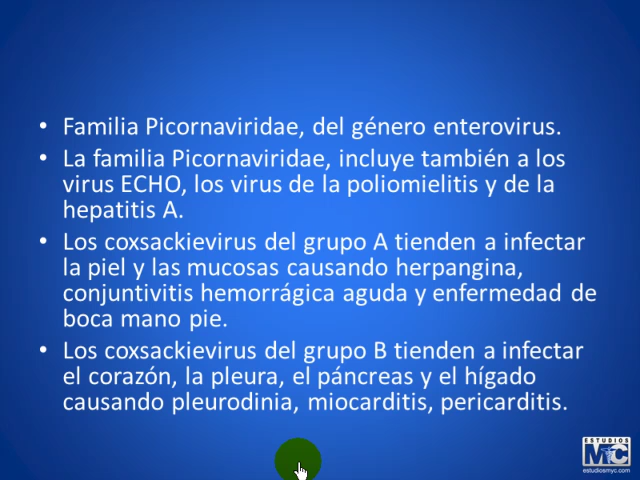 • Familia Picornaviridae, del género enterovirus.
• La familia Picornaviridae, incluye también a los
virus ECHO, los virus de la poliomielitis y de la
hepatitis A.
• Los coxsackievirus del grupo A tienden a infectar
la piel y las mucosas causando herpangina,
conjuntivitis hemorrágica aguda y enfermedad de
boca mano pie.
• Los coxsackievirus del grupo B tienden a infectar
el corazón, la pleura, el páncreas y el hígado
causando pleurodinia, miocarditis, pericarditis.
ESTUDIOS
MyC
estudiosmyc.com